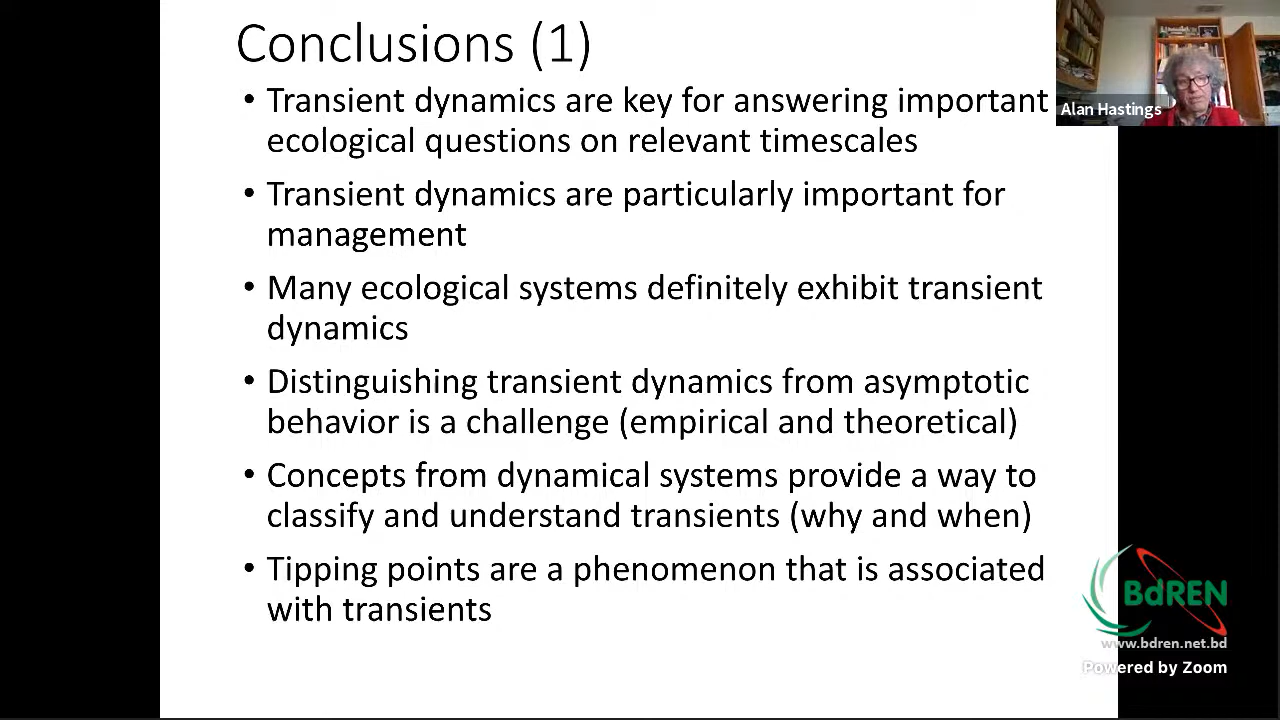 Conclusions (1)
• Transient dynamics are key for answering important
ecological questions on relevant timescales
• Transient dynamics are particularly important for
management
• Many ecological systems definitely exhibit transient
dynamics
• Distinguishing transient dynamics from asymptotic
behavior is a challenge (empirical and theoretical)
• Concepts from dynamical systems provide a way to
classify and understand transients (why and when)
• Tipping points are a phenomenon that is associated
with transients
Alan Hastings
BdREN
www.bdren.net.bd
Powered by Zoom